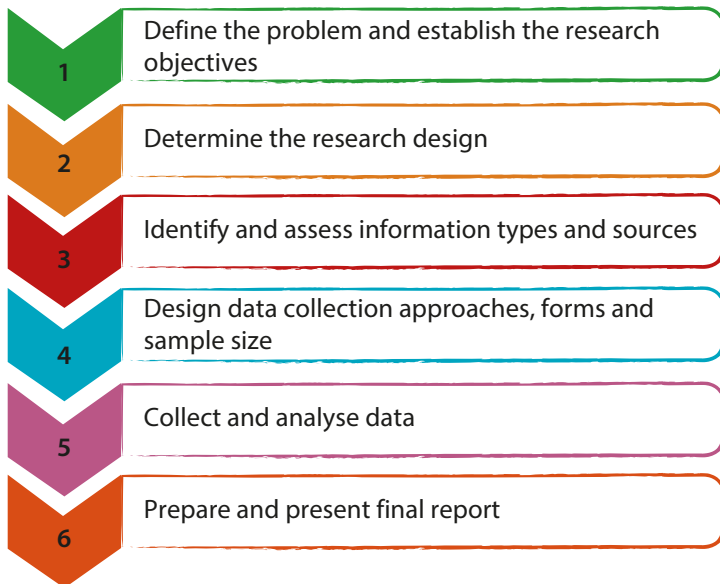 1
Define the problem and establish the research
objectives
2
Determine the research design
3
Identify and assess information types and sources
4
Design data collection approaches, forms and
sample size
5
Collect and analyse data
6
Prepare and present final report